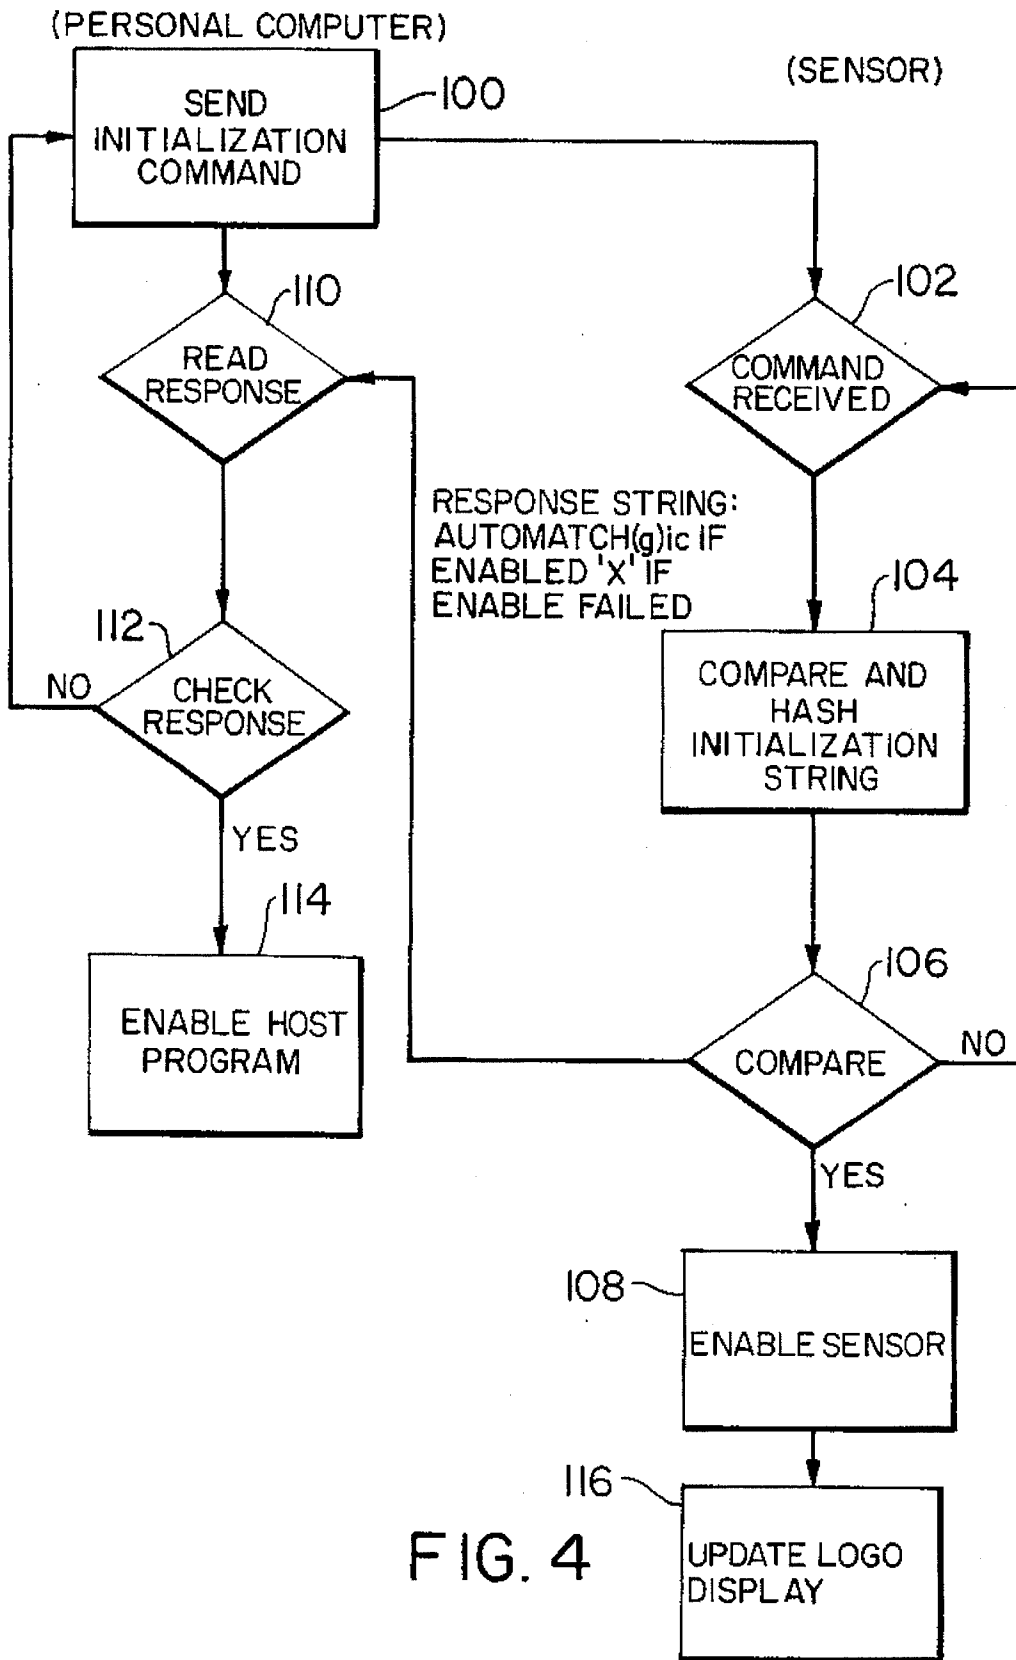 (PERSONAL COMPUTER)
(SENSOR)
100
SEND
INITIALIZATION
COMMAND
110
READ
RESPONSE
102
COMMAND
RECEIVED
RESPONSE STRING:
AUTOMATCH(g)ic IF
ENABLED 'X' IF
ENABLE FAILED
104
COMPARE AND
HASH
INITIALIZATION
STRING
112
NO
CHECK
RESPONSE
YES
114
ENABLE HOST
PROGRAM
106
COMPARE
NO
YES
108
ENABLE SENSOR
116
UPDATE LOGO
DISPLAY
FIG. 4